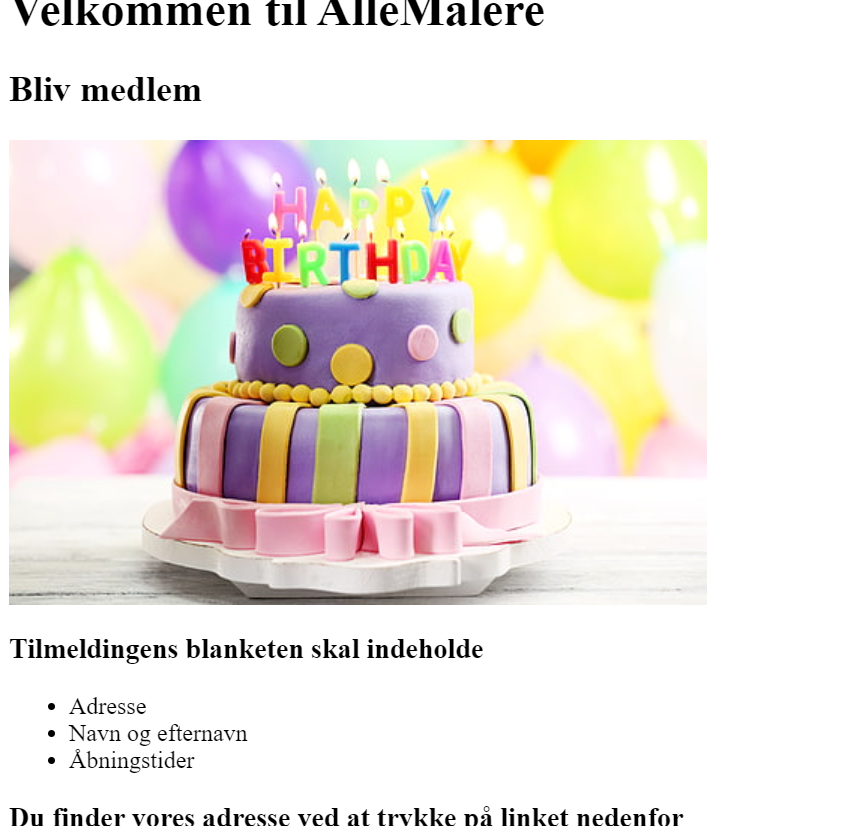 Velkommen til AlleMalere
Bliv medlem
HAPPY
BIRTHDAY
Tilmeldingens blanketen skal indeholde
Adresse
Navn og efternavn
Åbningstider
Du finder vores adresse ved at trykke på linket nedenfor